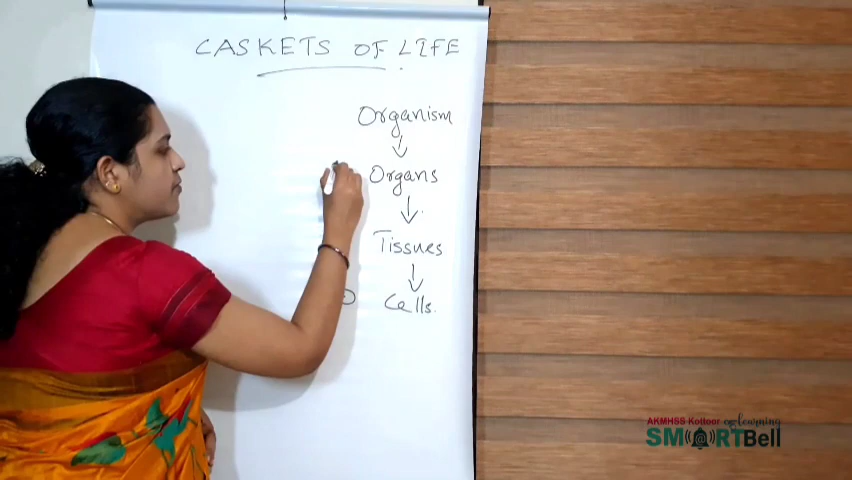 CASKETS OF LIFE
Organism
Organs
Tissues
Cells.
AKMHSS Kottoor e-learning
SMARTBell